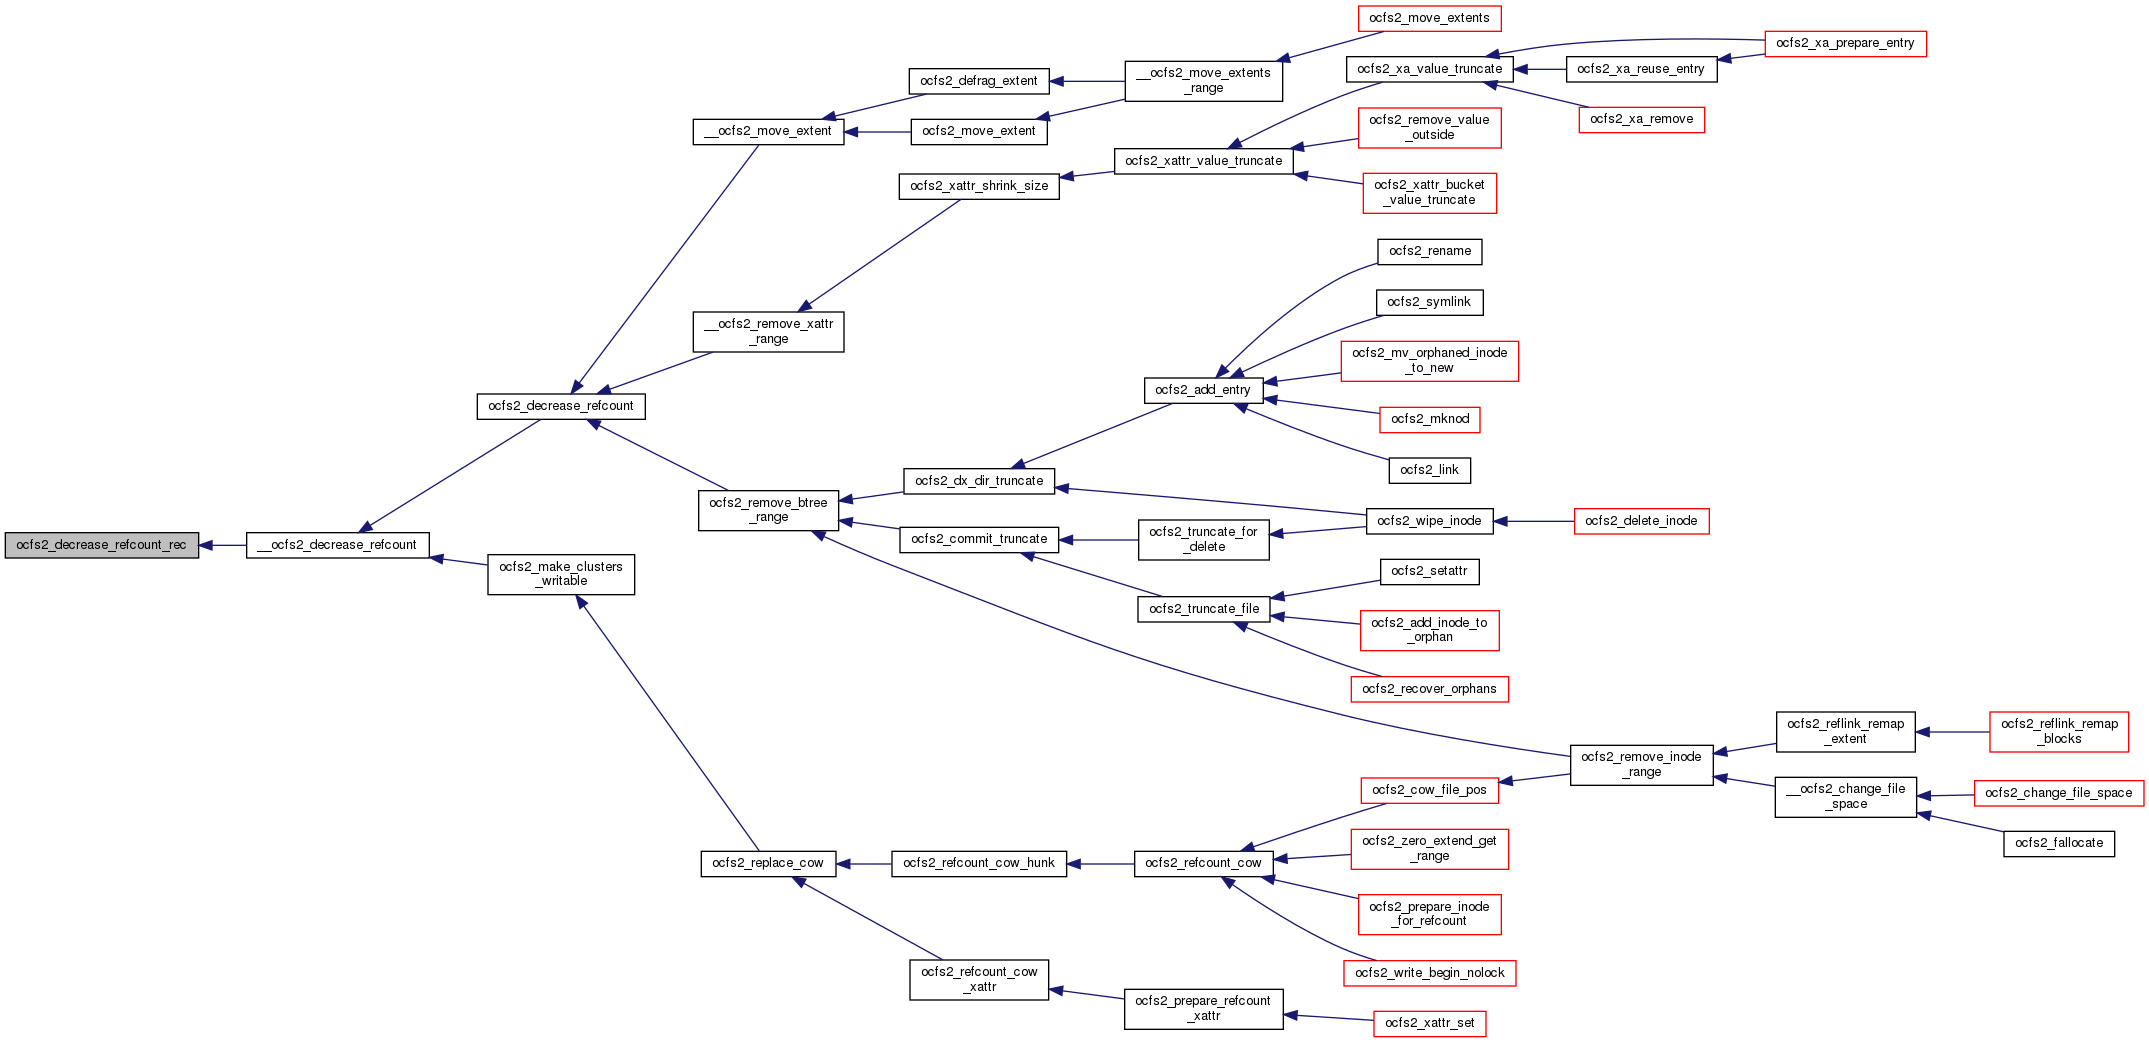 ocfs2_move_extents
ocfs2_xa_prepare_entry
ocfs2_defrag_extent
__ocfs2_move_extents
_range
ocfs2_xa_value_truncate
ocfs2_xa_reuse_entry
__ocfs2_move_extent
ocfs2_move_extent
ocfs2_remove_value
_outside
ocfs2_xa_remove
ocfs2_xattr_value_truncate
ocfs2_xattr_shrink_size
ocfs2_xattr_bucket
_value_truncate
ocfs2_rename
ocfs2_symlink
__ocfs2_remove_xattr
_range
ocfs2_mv_orphaned_inode
_to_new
ocfs2_add_entry
ocfs2_decrease_refcount
ocfs2_mknod
ocfs2_link
ocfs2_dx_dir_truncate
ocfs2_remove_btree
_range
ocfs2_wipe_inode
ocfs2_delete_inode
ocfs2_decrease_refcount_rec
__ocfs2_decrease_refcount
ocfs2_commit_truncate
ocfs2_truncate_for
_delete
ocfs2_make_clusters
_writable
ocfs2_setattr
ocfs2_truncate_file
ocfs2_add_inode_to
_orphan
ocfs2_recover_orphans
ocfs2_reflink_remap
_extent
ocfs2_reflink_remap
_blocks
ocfs2_remove_inode
_range
ocfs2_cow_file_pos
__ocfs2_change_file
_space
ocfs2_change_file_space
ocfs2_fallocate
ocfs2_zero_extend_get
_range
ocfs2_replace_cow
ocfs2_refcount_cow_hunk
ocfs2_refcount_cow
ocfs2_prepare_inode
_for_refcount
ocfs2_write_begin_nolock
ocfs2_refcount_cow
_xattr
ocfs2_prepare_refcount
_xattr
ocfs2_xattr_set